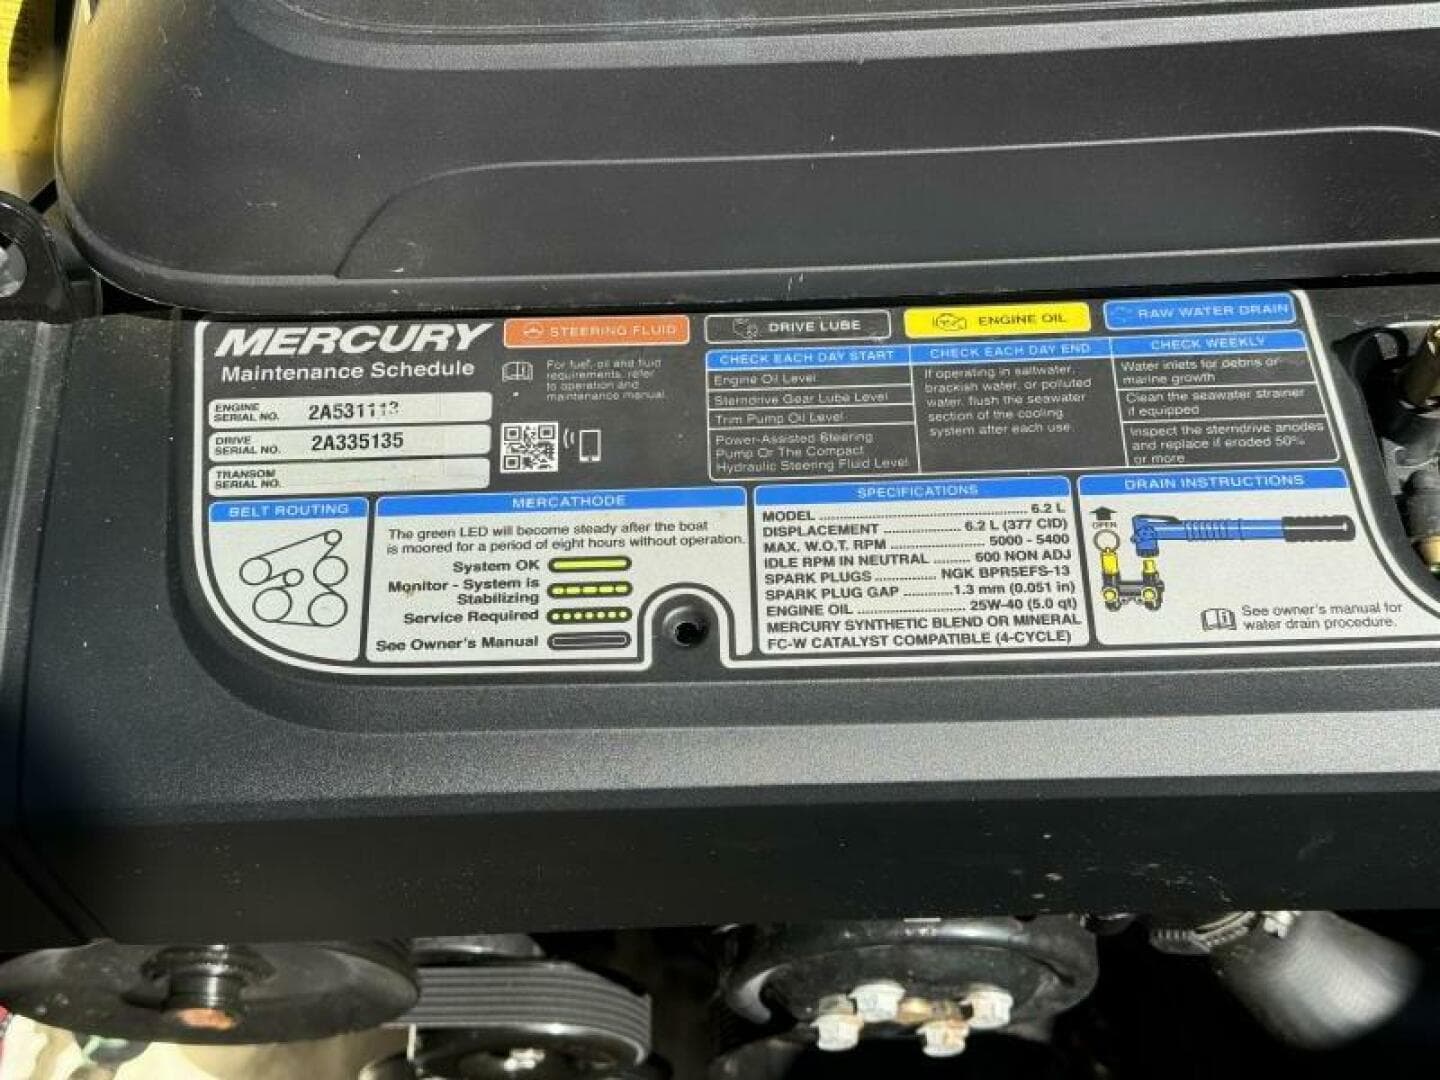 MERCURY
Maintenance Schedule
ENGINE
SERIAL NO. 2A531113
DRIVE
SERIAL NO. 2A335135
TRANSOM
SERIAL NO.
STEERING FLUID
DRIVE LUBE
ENGINE OIL
RAW WATER DRAIN
For fuel, oil and fluid
requirements, refer
to operation and
maintenance manual.
CHECK EACH DAY START
Engine Oil Level
Sterndrive Gear Lube Level
Trim Pump Oil Level
Power-Assisted Steering
Pump Or The Compact
Hydraulic Steering Fluid Level
CHECK EACH DAY END
If operating in saltwater,
brackish water, or polluted
water, flush the seawater
section of the cooling
system after each use.
CHECK WEEKLY
Water inlets for debris or
marine growth
Clean the seawater strainer
if equipped
Inspect the sterndrive anodes
and replace if eroded 50%
or more
BELT ROUTING
MERCATHODE
The green LED will become steady after the boat
is moored for a period of eight hours without operation.
System OK
Monitor - System is
Stabilizing
Service Required
See Owner's Manual
SPECIFICATIONS
MODEL ........ 6.2 L
DISPLACEMENT ........ 6.2 L (377 CID)
MAX. W.O.T. RPM ........ 5000 - 5400
IDLE RPM IN NEUTRAL ........ 600 NON ADJ
SPARK PLUGS ........ NGK BPR5EFS-13
SPARK PLUG GAP ........ 1.3 mm (0.051 in)
ENGINE OIL ........ 25W-40 (5.0 qt)
MERCURY SYNTHETIC BLEND OR MINERAL
FC-W CATALYST COMPATIBLE (4-CYCLE)
DRAIN INSTRUCTIONS
OPEN
See owner's manual for
water drain procedure.